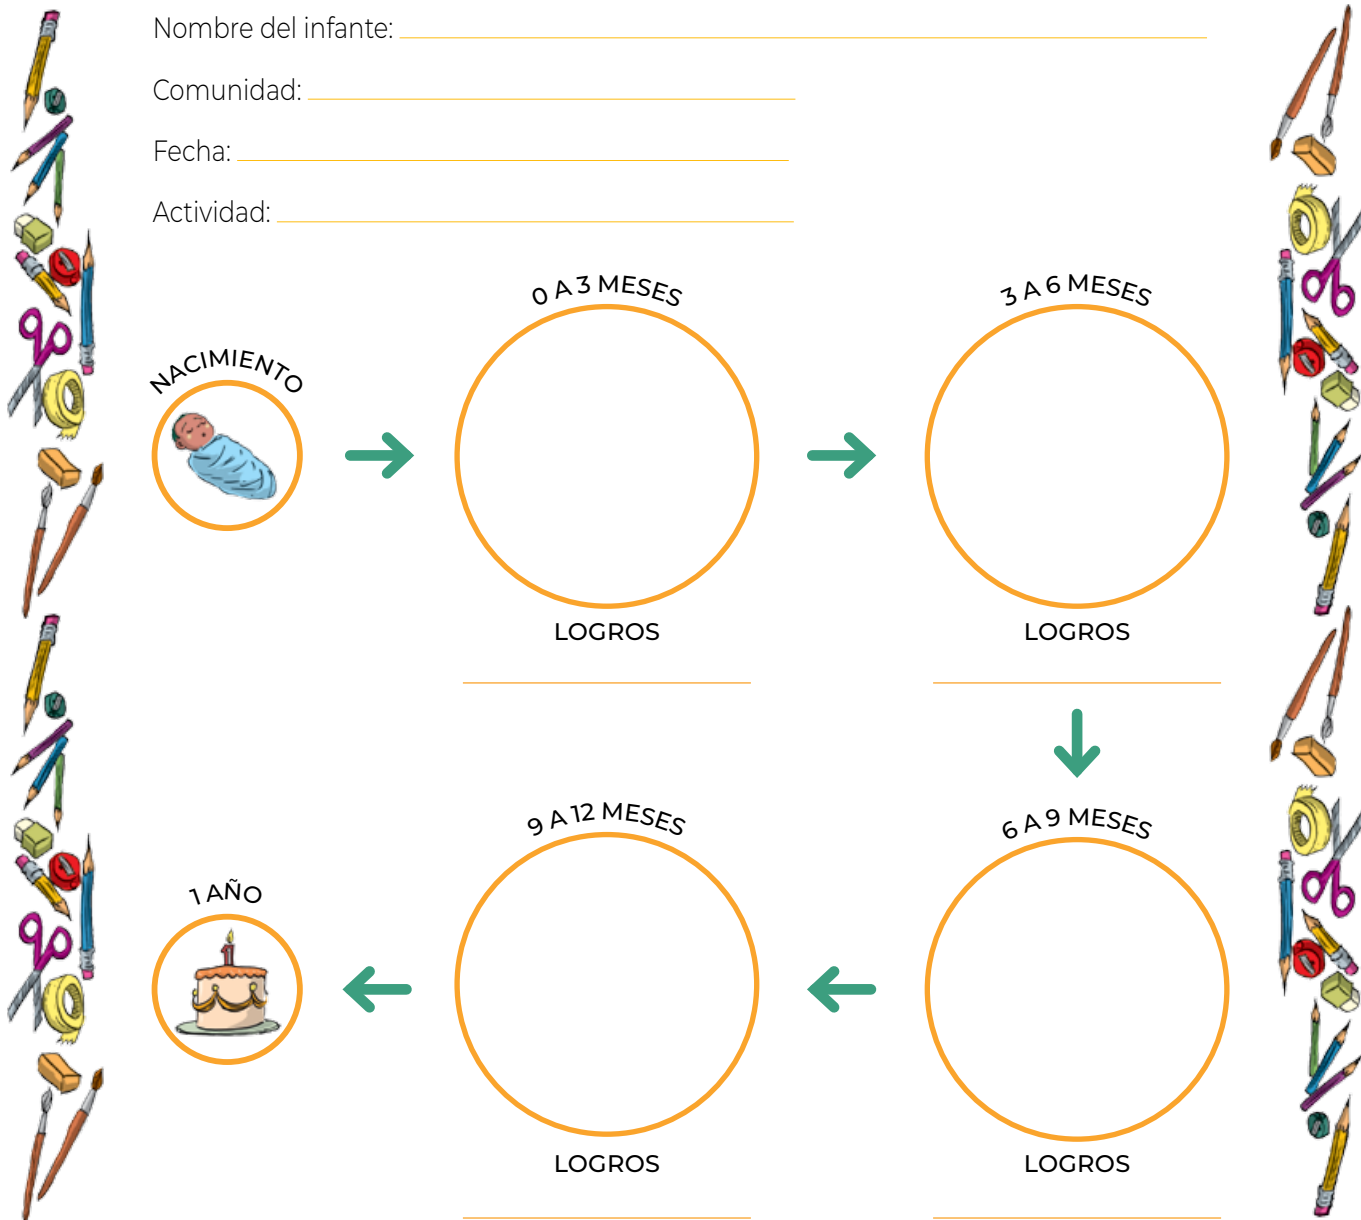 Nombre del infante:
Comunidad:
Fecha:
Actividad:
NACIMIENTO
0 A 3 MESES
LOGROS
3 A 6 MESES
LOGROS
6 A 9 MESES
LOGROS
9 A 12 MESES
LOGROS
1 AÑO
1